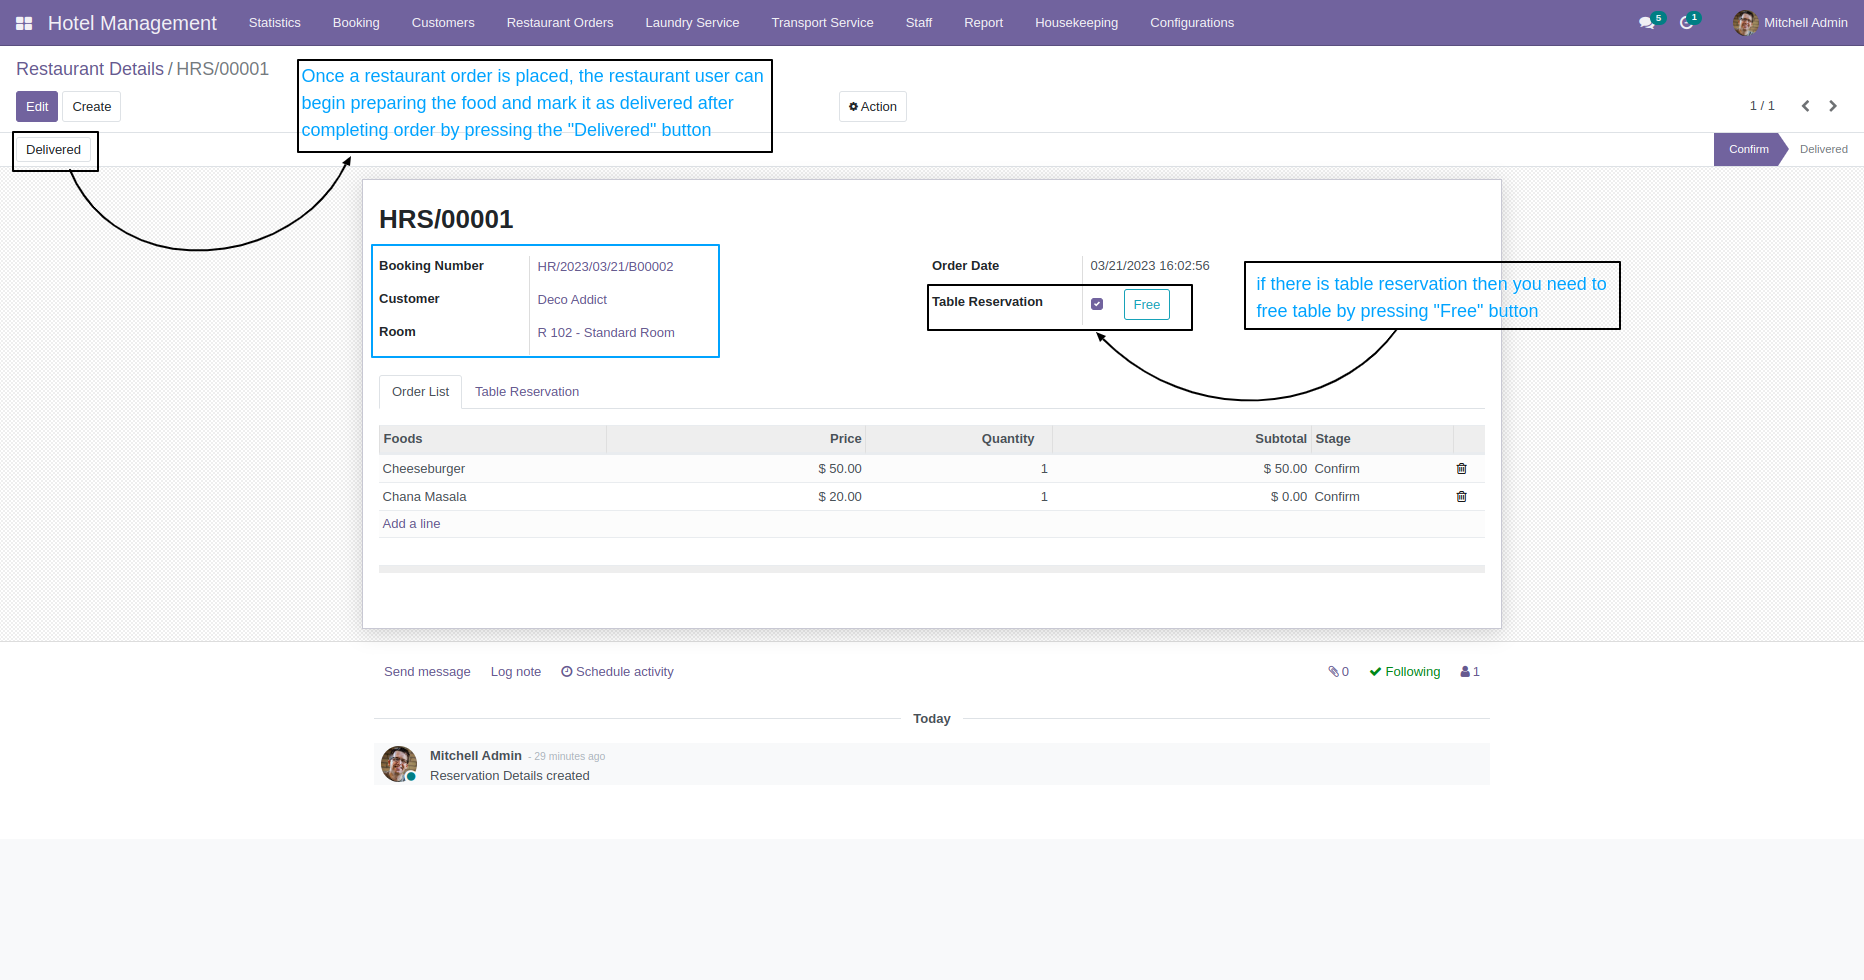 Hotel Management Statistics Booking Customers Restaurant Orders Laundry Service Transport Service Staff Report Housekeeping Configurations 5 1 Mitchell Admin
Restaurant Details / HRS/00001
Once a restaurant order is placed, the restaurant user can
begin preparing the food and mark it as delivered after
completing order by pressing the "Delivered" button
Edit Create Action 1 / 1
Delivered Confirm Delivered
HRS/00001
Booking Number HR/2023/03/21/B00002
Customer Deco Addict
Room R 102 - Standard Room
Order Date 03/21/2023 16:02:56
Table Reservation Free
if there is table reservation then you need to
free table by pressing "Free" button
Order List Table Reservation
Foods Price Quantity Subtotal Stage
Cheeseburger $ 50.00 1 $ 50.00 Confirm
Chana Masala $ 20.00 1 $ 0.00 Confirm
Add a line
Send message Log note Schedule activity 0 Following 1
Today
Mitchell Admin - 29 minutes ago
Reservation Details created